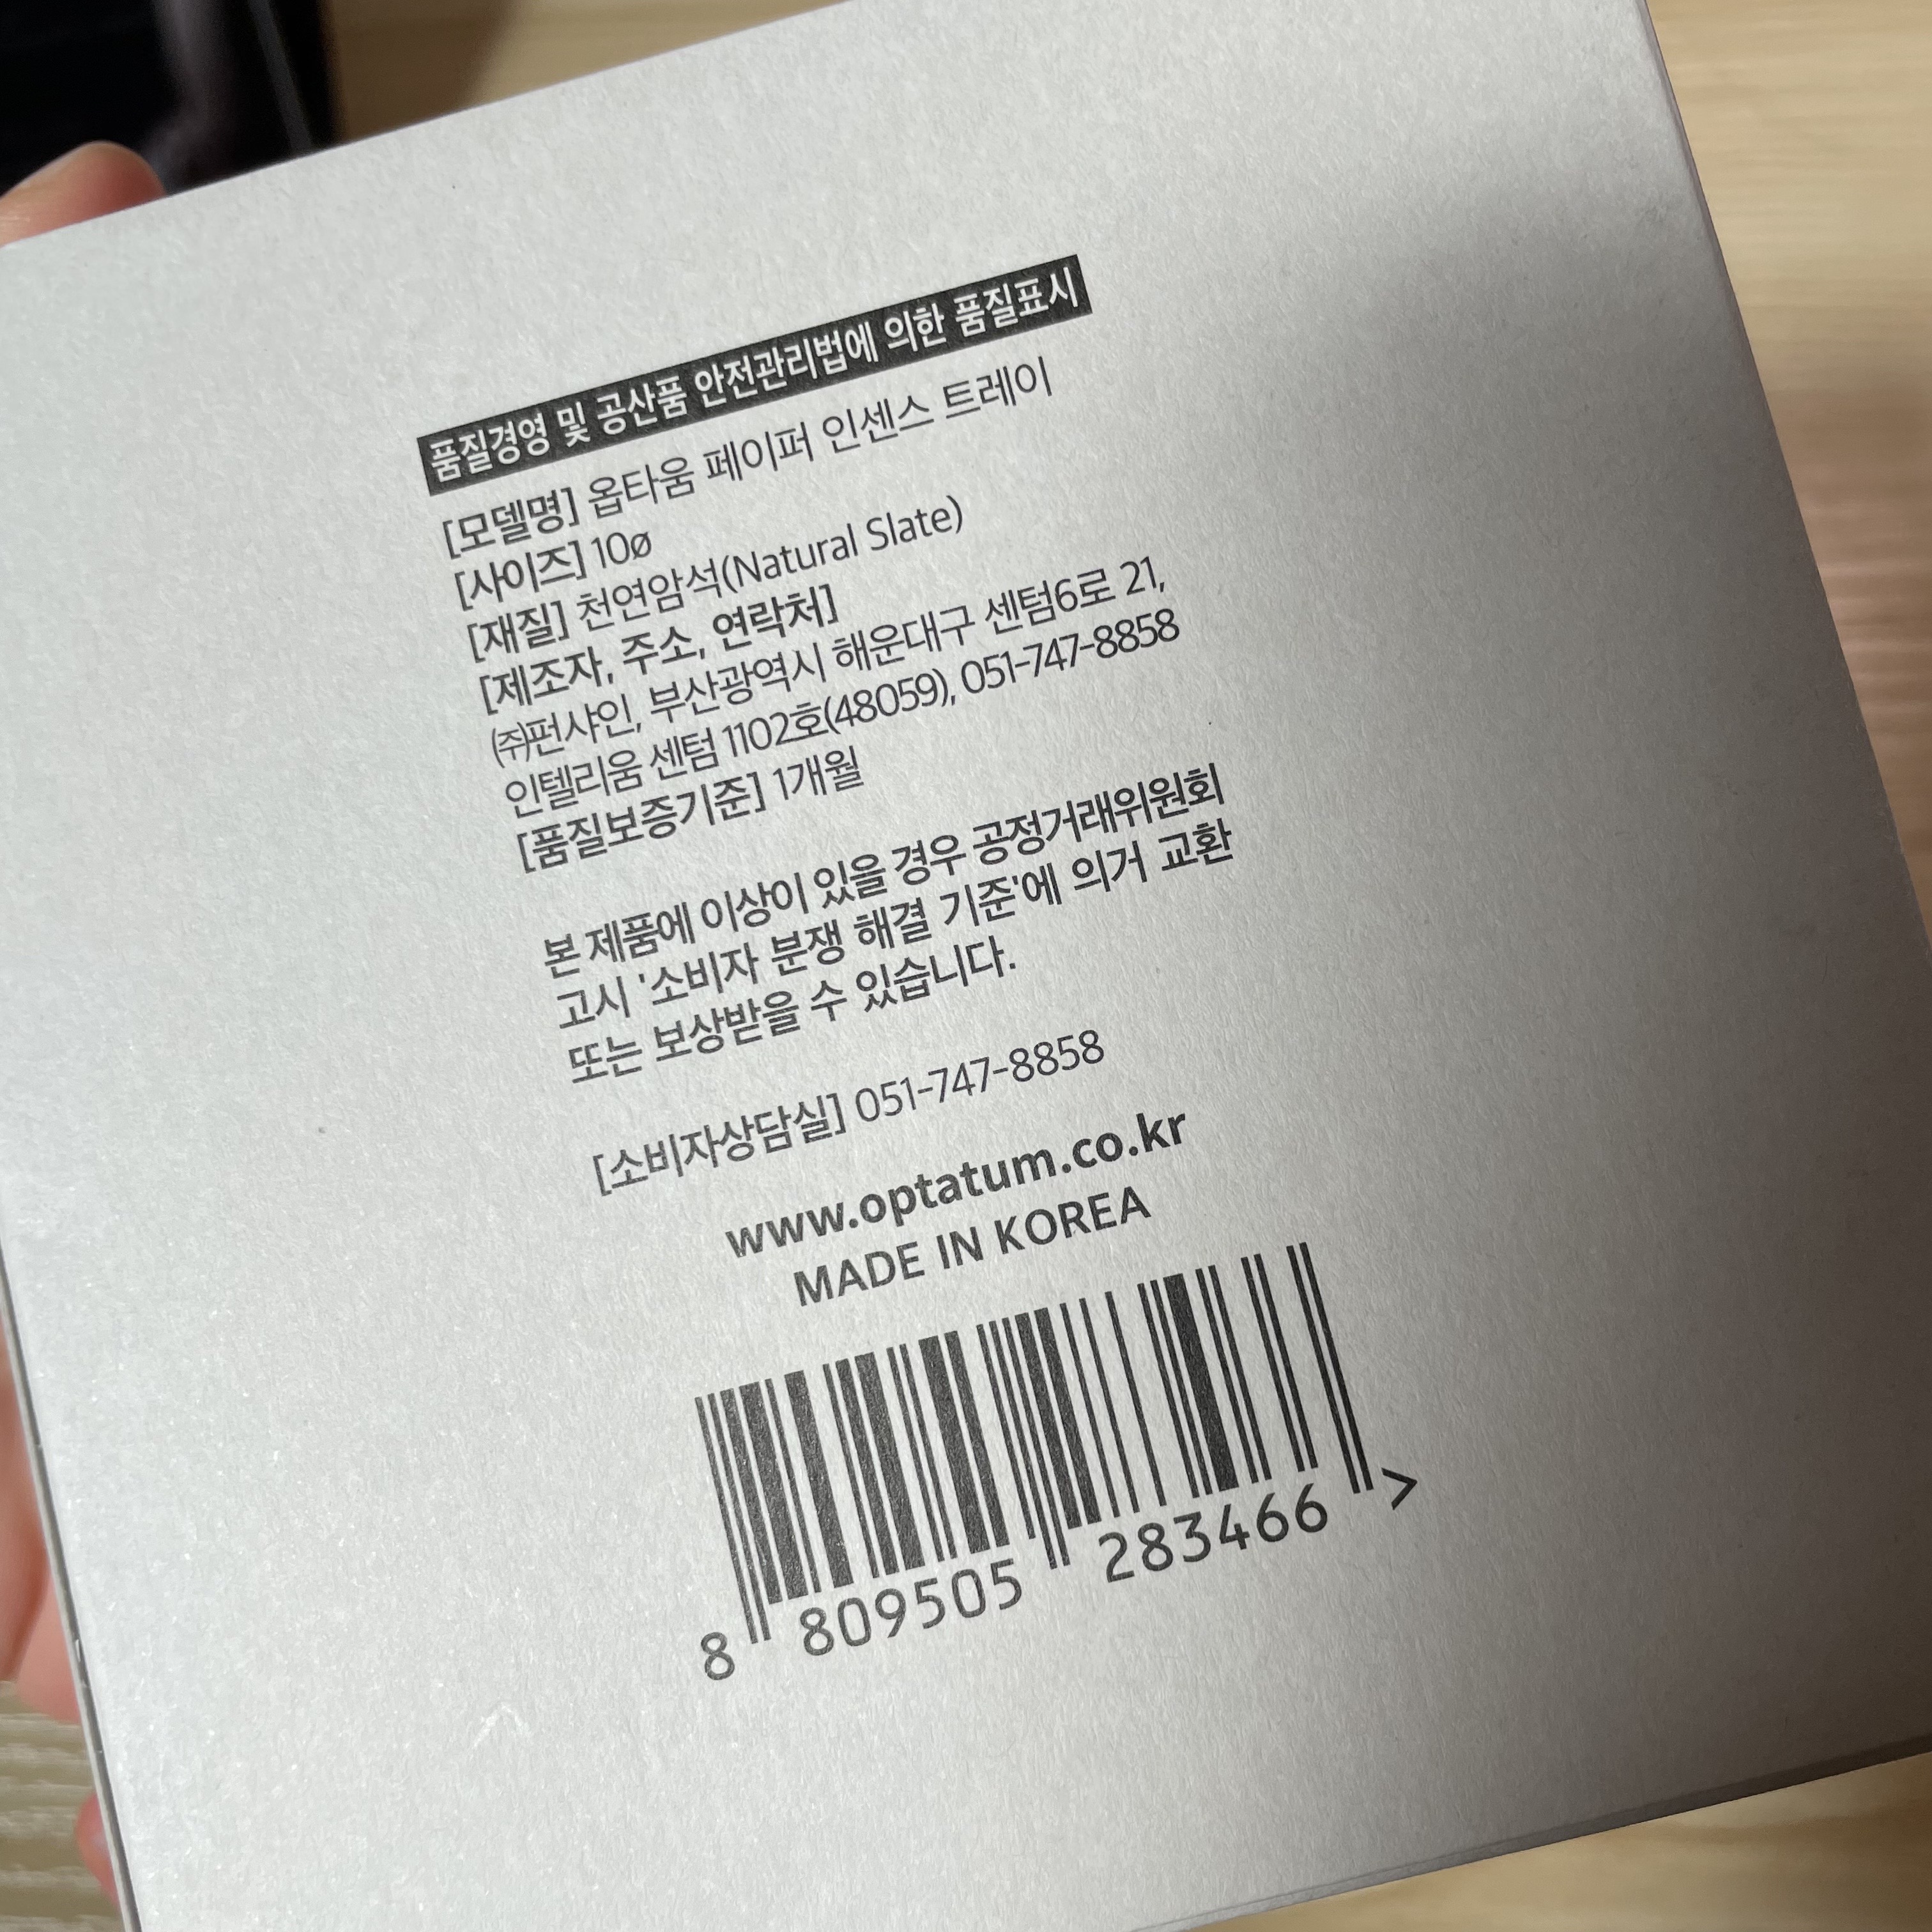 품질경영 및 공산품 안전관리법에 의한 품질표시
[모델명] 옵타움 페이퍼 인센스 트레이
[사이즈] 10ø
[재질] 천연암석(Natural Slate)
[제조자, 주소, 연락처]
㈜펀샤인, 부산광역시 해운대구 센텀6로 21,
인텔리움 센텀 1102호(48059), 051-747-8858
[품질보증기준] 1개월
본 제품에 이상이 있을 경우 공정거래위원회
고시 '소비자 분쟁 해결 기준'에 의거 교환
또는 보상받을 수 있습니다.
[소비자상담실] 051-747-8858
www.optatum.co.kr
MADE IN KOREA
8 809505 283466 >